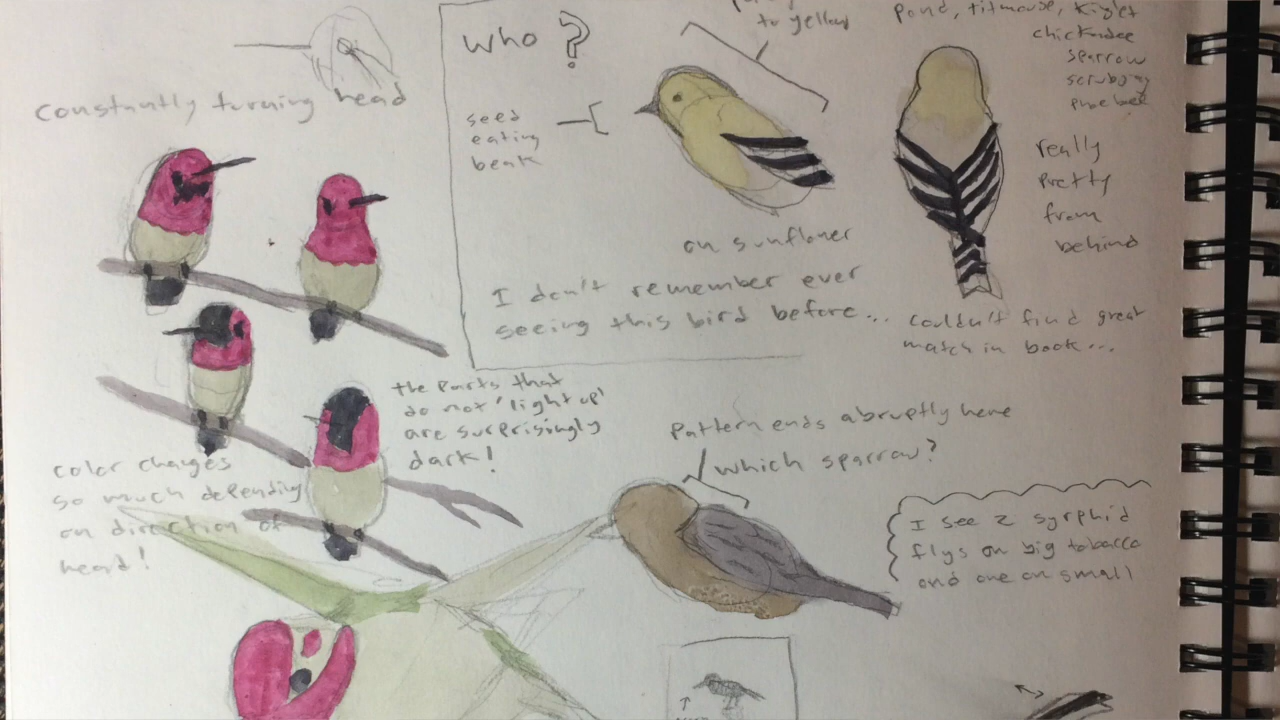 Constantly turning head
Who ?
to yellow
seed
eating
beak
on sunflower
I don't remember ever
seeing this bird before...
pond, titmouse, kinglet
chickadee
sparrow
phoebee
really
pretty
from
behind
Couldn't find great
match in book...
the parts that
do not 'light up'
are surprisingly
dark!
Color changes
so much depending
on direction of
head!
Pattern ends abruptly here
which sparrow?
I see 2 syrphid
flys on big tobacco
and one on small